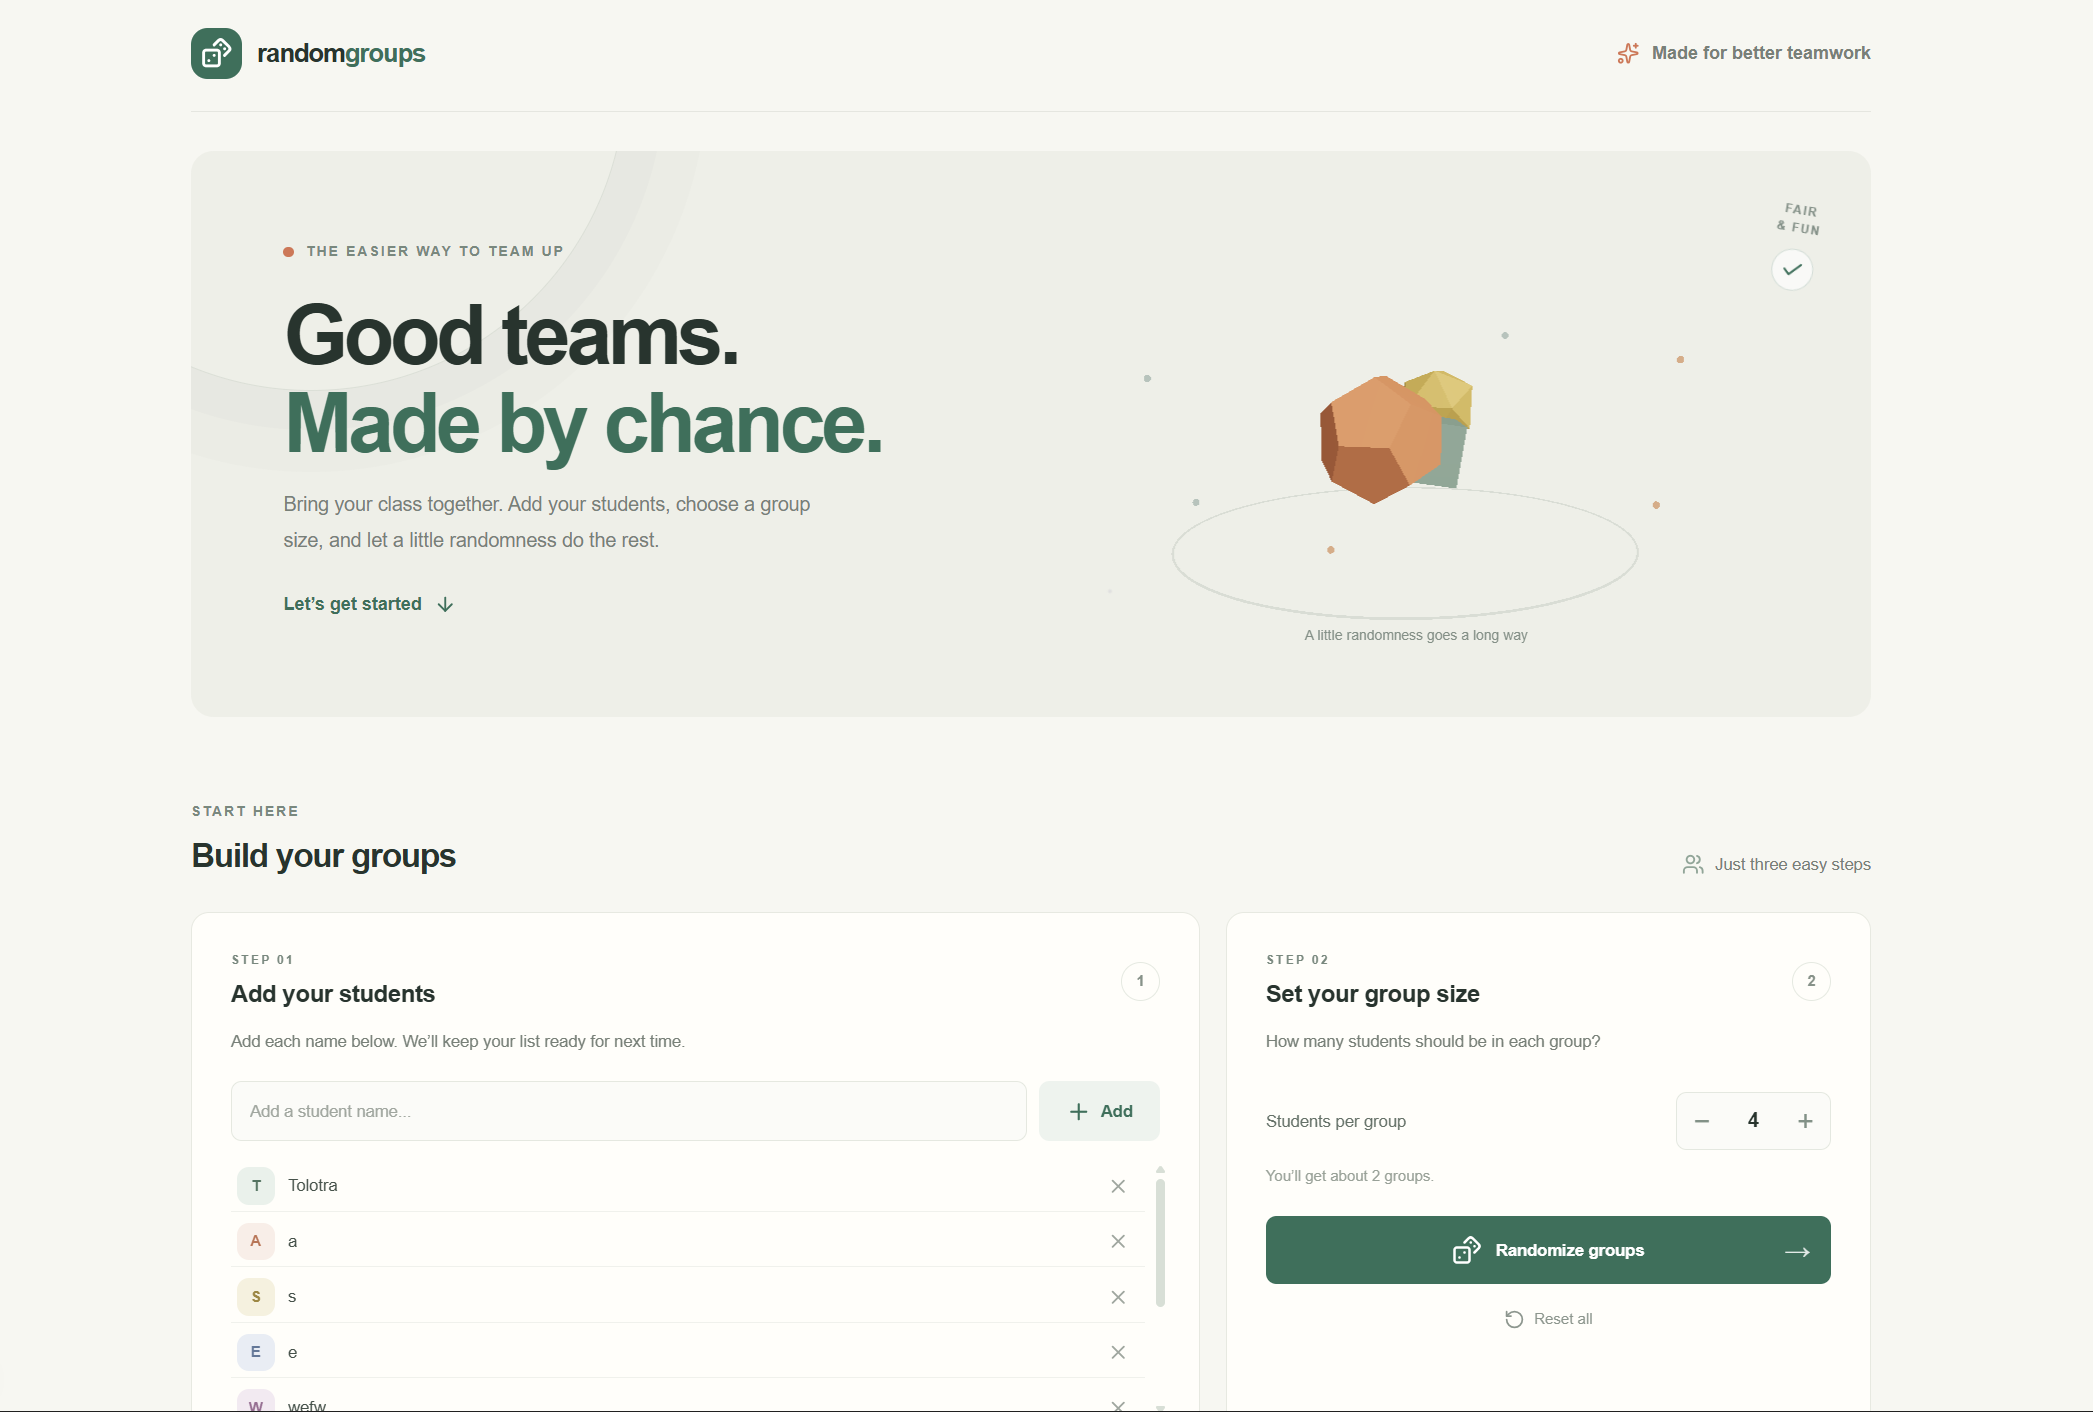 randomgroups
Made for better teamwork
FAIR
& FUN
THE EASIER WAY TO TEAM UP
Good teams.
Made by chance.
Bring your class together. Add your students, choose a group
size, and let a little randomness do the rest.
Let’s get started
A little randomness goes a long way
START HERE
Build your groups
Just three easy steps
STEP 01
Add your students
1
Add each name below. We’ll keep your list ready for next time.
Add a student name...
Add
T Tolotra
A a
S s
E e
W wefw
STEP 02
Set your group size
2
How many students should be in each group?
Students per group
4
You’ll get about 2 groups.
Randomize groups
Reset all